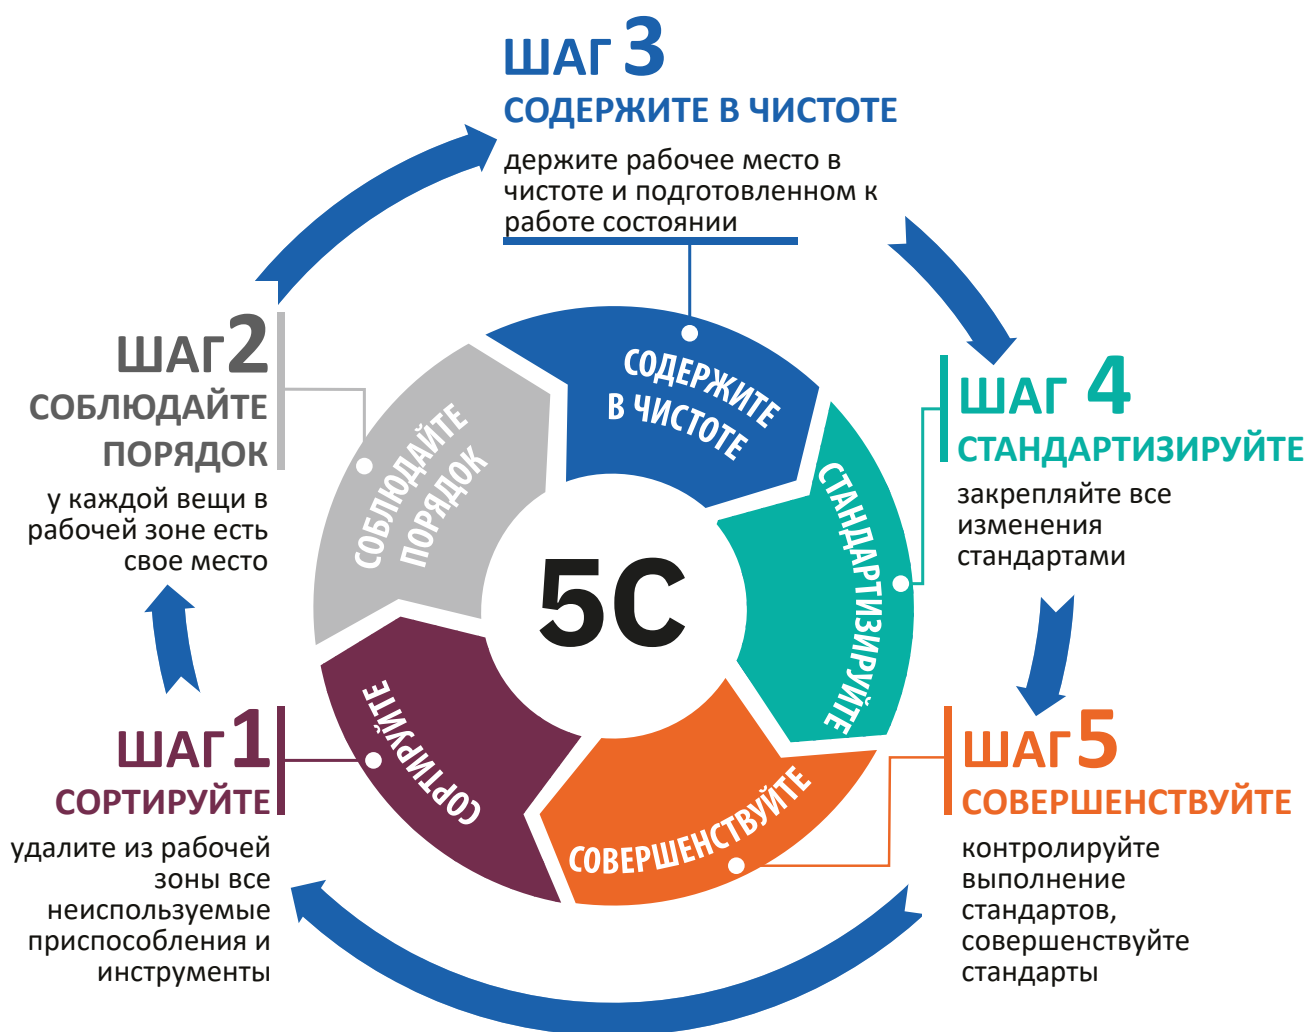 ШАГ 3
СОДЕРЖИТЕ В ЧИСТОТЕ
держите рабочее место в
чистоте и подготовленном к
работе состоянии
ШАГ 2
СОБЛЮДАЙТЕ
ПОРЯДОК
у каждой вещи в
рабочей зоне есть
свое место
ШАГ 4
СТАНДАРТИЗИРУЙТЕ
закрепляйте все
изменения
стандартами
СОДЕРЖИТЕ
В ЧИСТОТЕ
СОБЛЮДАЙТЕ
ПОРЯДОК
СТАНДАРТИЗИРУЙТЕ
5С
СОРТИРУЙТЕ
СОВЕРШЕНСТВУЙТЕ
ШАГ 1
СОРТИРУЙТЕ
удалите из рабочей
зоны все
неиспользуемые
приспособления и
инструменты
ШАГ 5
СОВЕРШЕНСТВУЙТЕ
контролируйте
выполнение
стандартов,
совершенствуйте
стандарты